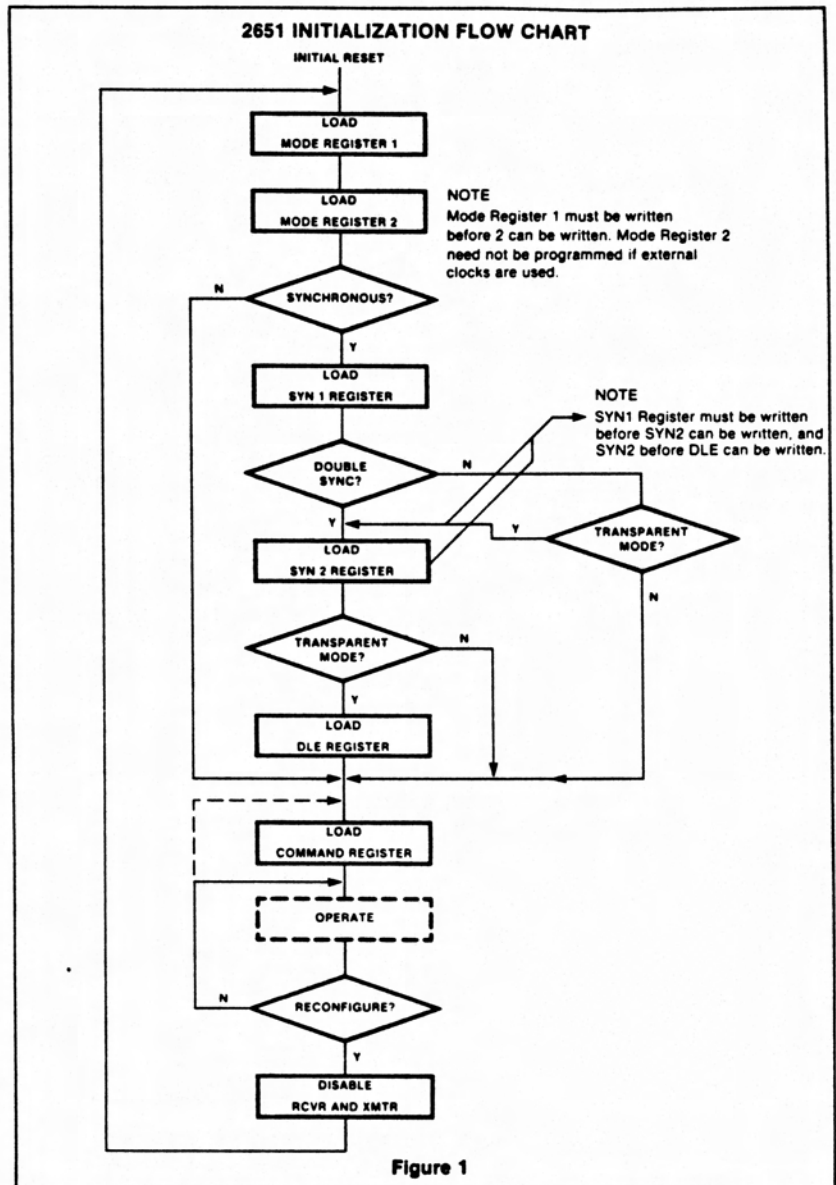 2651 INITIALIZATION FLOW CHART
INITIAL RESET
LOAD
MODE REGISTER 1
LOAD
MODE REGISTER 2
NOTE
Mode Register 1 must be written
before 2 can be written. Mode Register 2
need not be programmed if external
clocks are used.
N
SYNCHRONOUS?
Y
LOAD
SYN 1 REGISTER
NOTE
SYN1 Register must be written
before SYN2 can be written, and
SYN2 before DLE can be written.
DOUBLE
SYNC?
N
Y
Y
TRANSPARENT
MODE?
LOAD
SYN 2 REGISTER
N
TRANSPARENT
MODE?
N
Y
LOAD
DLE REGISTER
LOAD
COMMAND REGISTER
OPERATE
N
RECONFIGURE?
Y
DISABLE
RCVR AND XMTR
Figure 1